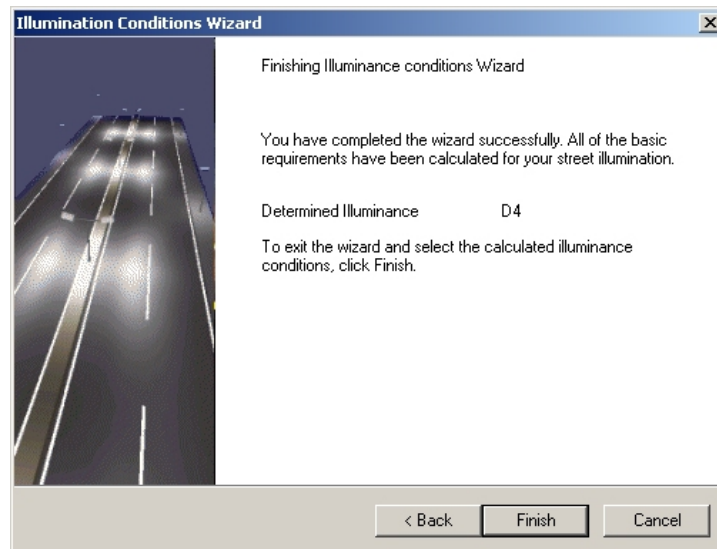 Illumination Conditions Wizard
Finishing Illuminance conditions Wizard
You have completed the wizard successfully. All of the basic
requirements have been calculated for your street illumination.
Determined Illuminance D4
To exit the wizard and select the calculated illuminance
conditions, click Finish.
< Back Finish Cancel